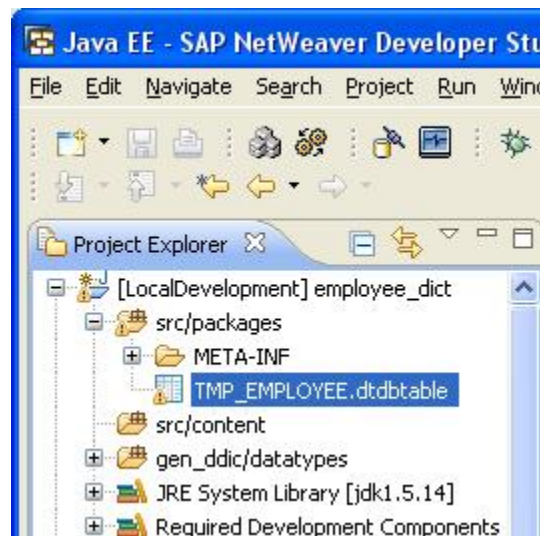 Java EE - SAP NetWeaver Developer Stu
File Edit Navigate Search Project Run Wind
Project Explorer
[LocalDevelopment] employee_dict
src/packages
META-INF
TMP_EMPLOYEE.dtdbtable
src/content
gen_ddic/datatypes
JRE System Library [jdk1.5.14]
Required Development Components